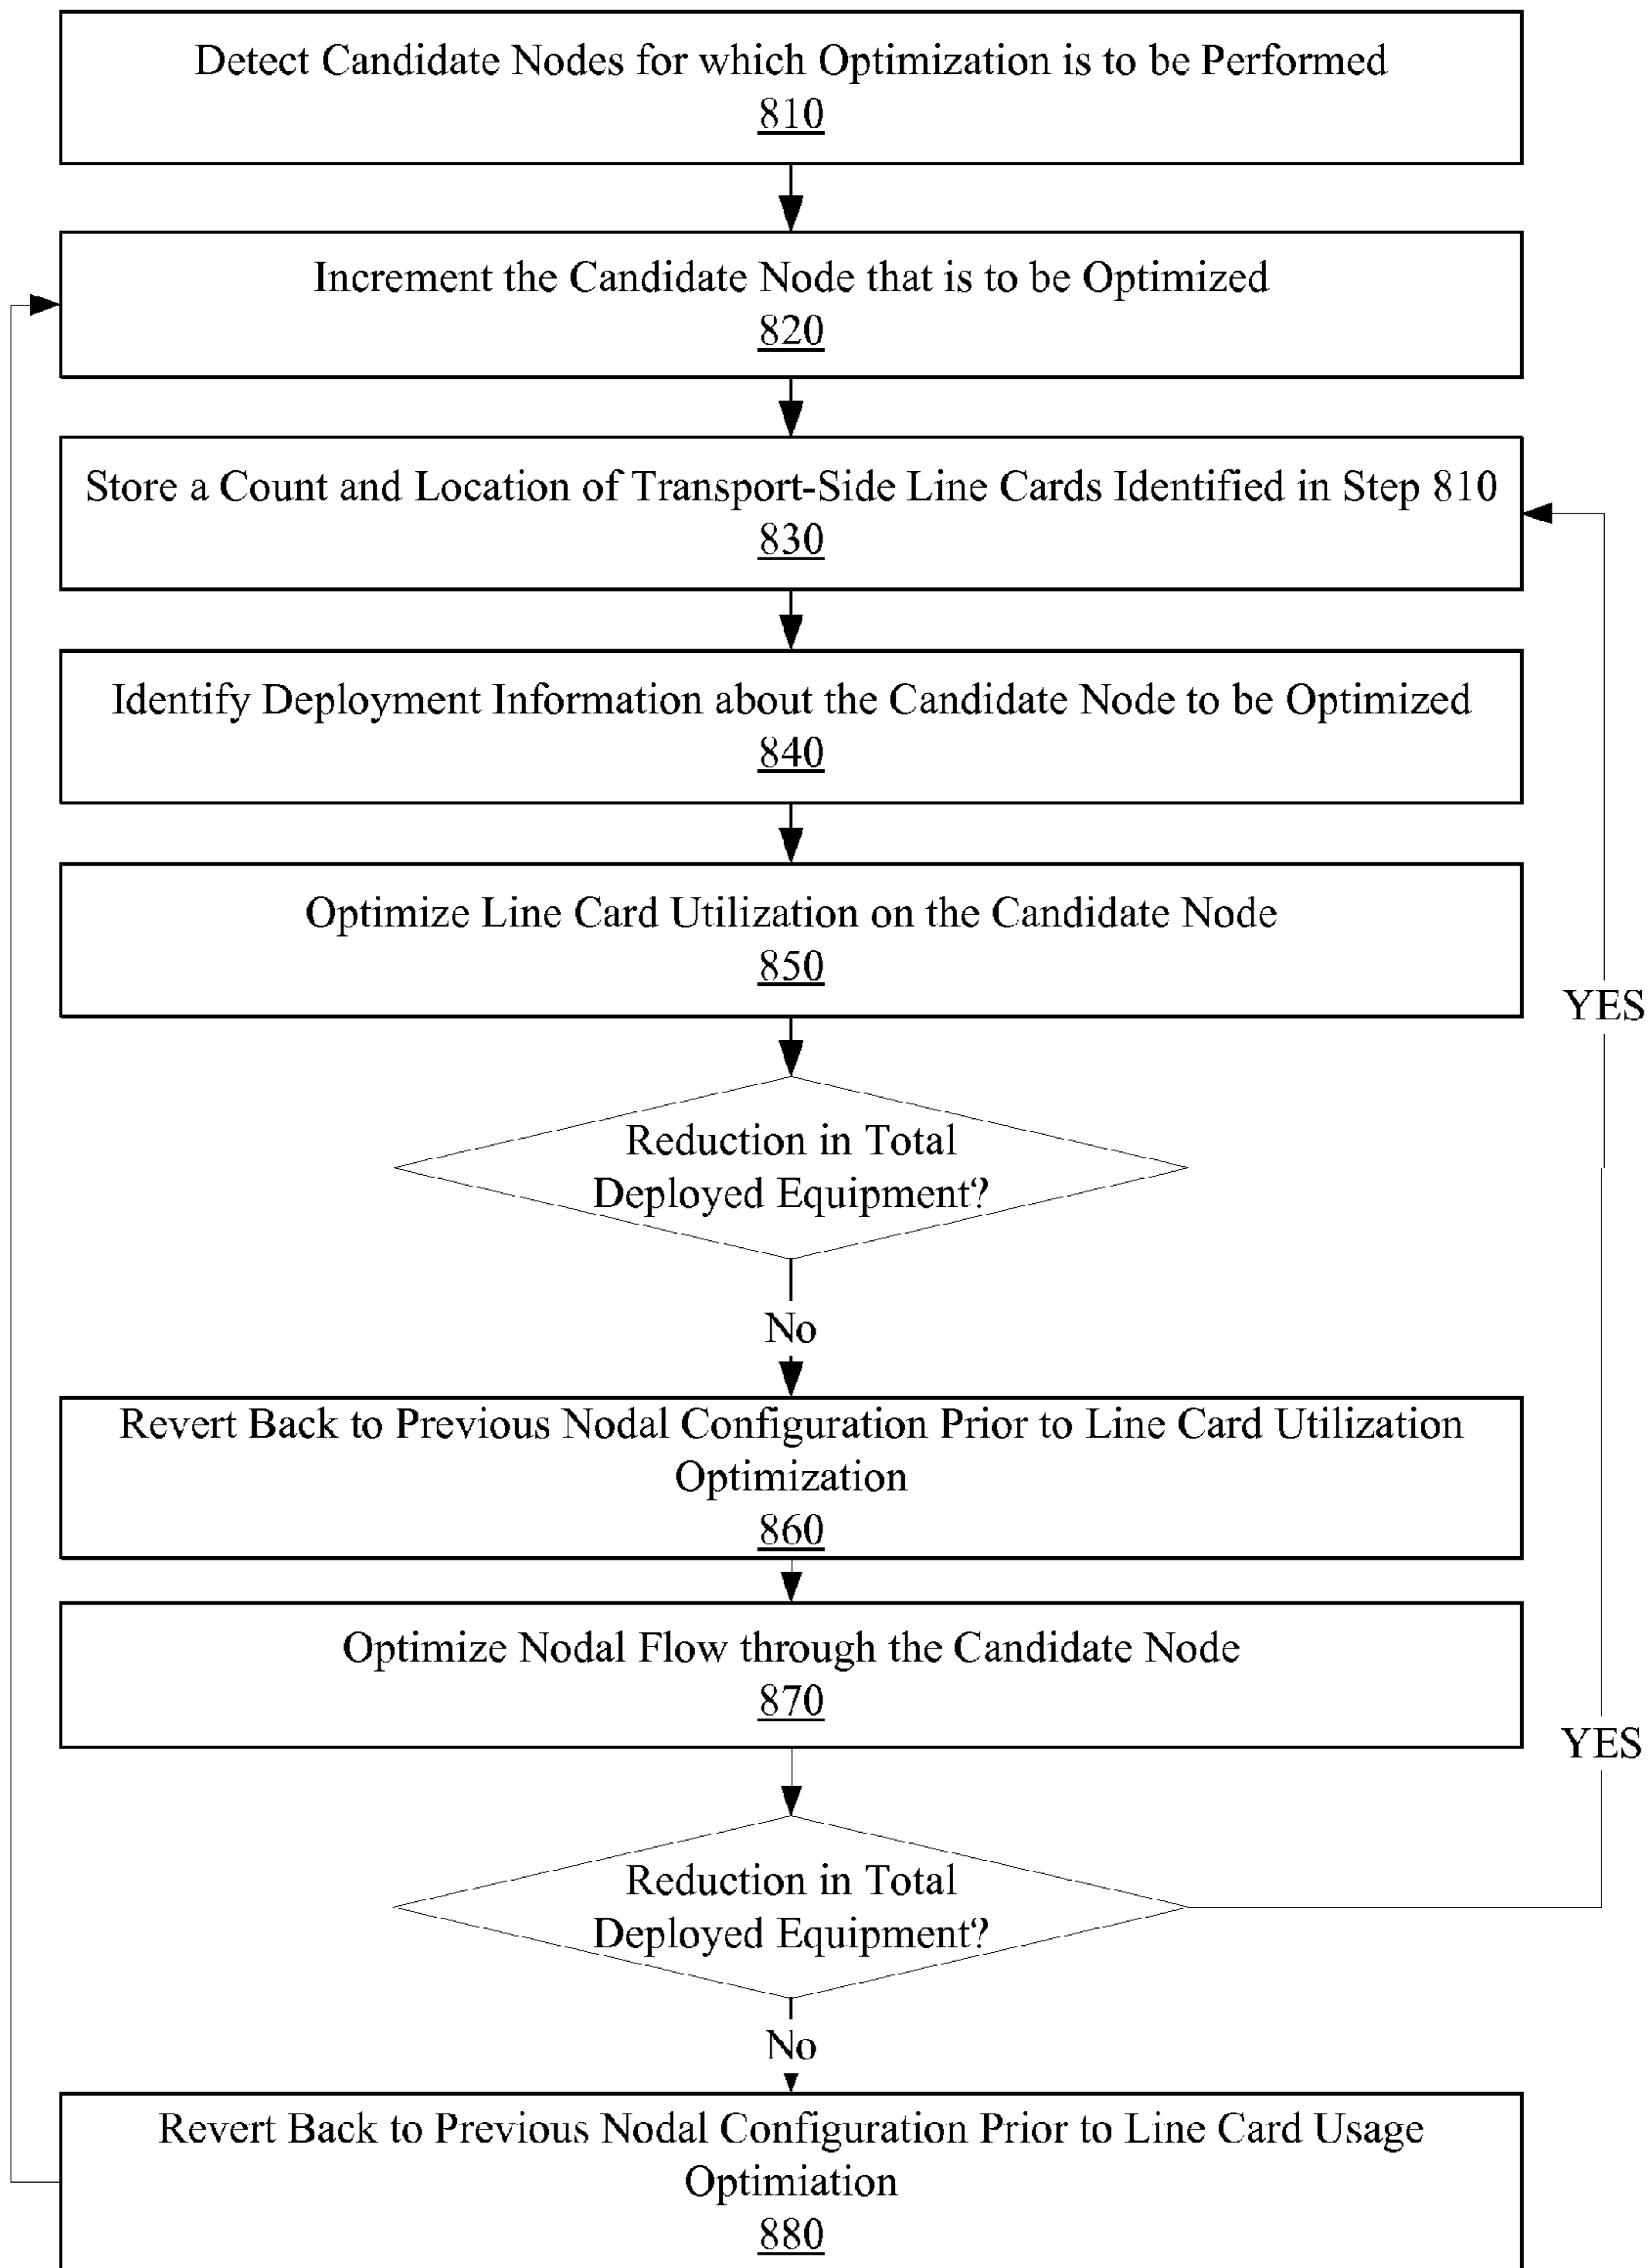 Detect Candidate Nodes for which Optimization is to be Performed
810
Increment the Candidate Node that is to be Optimized
820
Store a Count and Location of Transport-Side Line Cards Identified in Step 810
830
Identify Deployment Information about the Candidate Node to be Optimized
840
Optimize Line Card Utilization on the Candidate Node
850
YES
Reduction in Total
Deployed Equipment?
No
Revert Back to Previous Nodal Configuration Prior to Line Card Utilization
Optimization
860
Optimize Nodal Flow through the Candidate Node
870
YES
Reduction in Total
Deployed Equipment?
No
Revert Back to Previous Nodal Configuration Prior to Line Card Usage
Optimiation
880